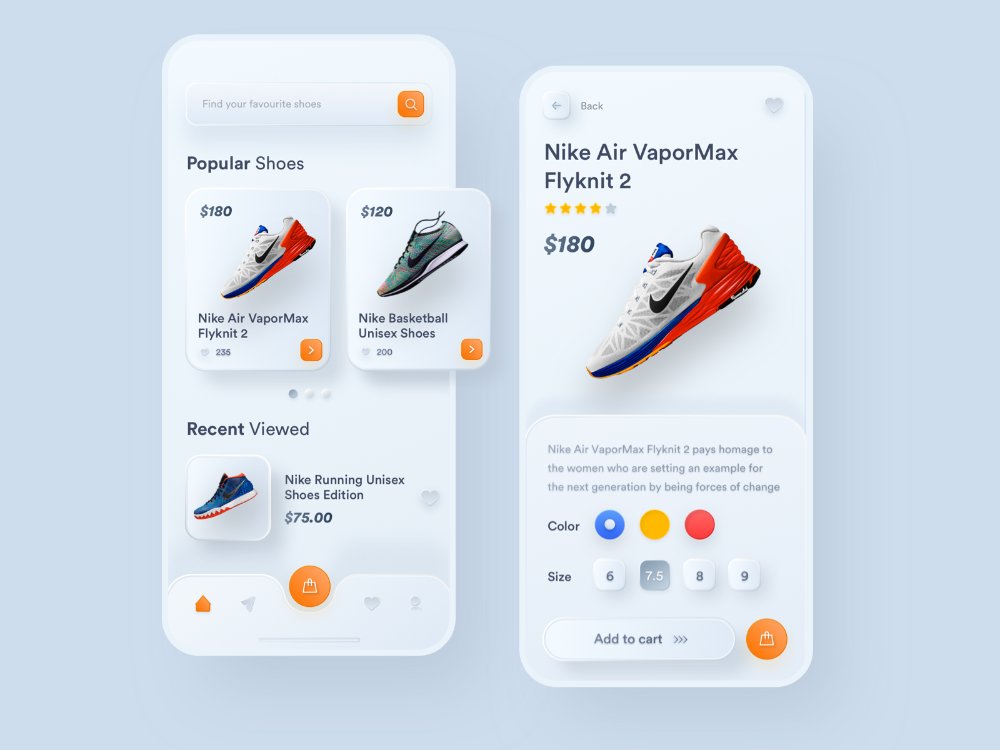 Find your favourite shoes
Popular Shoes
$180
Nike Air VaporMax
Flyknit 2
235
$120
Nike Basketball
Unisex Shoes
200
Recent Viewed
Nike Running Unisex
Shoes Edition
$75.00
Back
Nike Air VaporMax
Flyknit 2
$180
Nike Air VaporMax Flyknit 2 pays homage to
the women who are setting an example for
the next generation by being forces of change
Color
Size
6
7.5
8
9
Add to cart